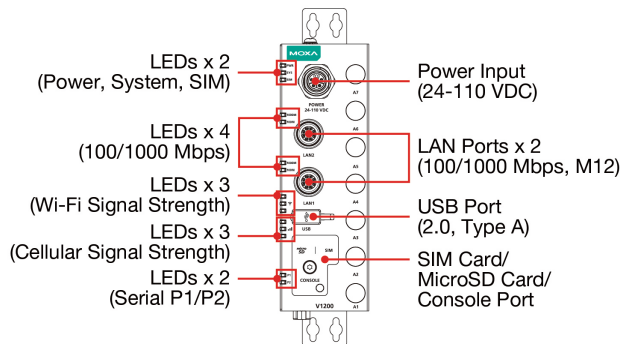 LEDs x 2
(Power, System, SIM)
LEDs x 4
(100/1000 Mbps)
LEDs x 3
(Wi-Fi Signal Strength)
LEDs x 3
(Cellular Signal Strength)
LEDs x 2
(Serial P1/P2)
MOXA
PWR
SYS
SIM
POWER
24-110 VDC
LAN2
LAN1
USB
SIM
CONSOLE
V1200
A7
A6
A5
A4
A3
A2
A1
Power Input
(24-110 VDC)
LAN Ports x 2
(100/1000 Mbps, M12)
USB Port
(2.0, Type A)
SIM Card/
MicroSD Card/
Console Port